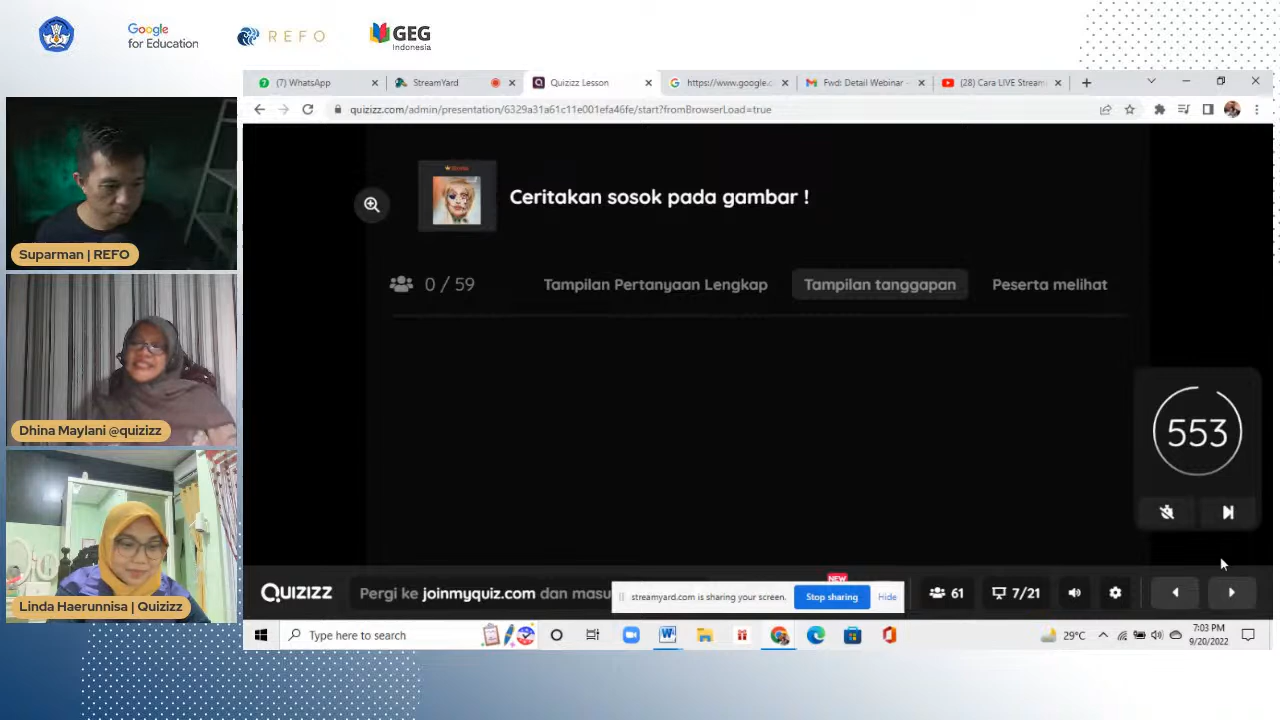 Google
for Education
REFO
GEG
Indonesia
(7) WhatsApp
StreamYard
Quizizz Lesson
https://www.google.c
Fwd: Detail Webinar -
(28) Cara LIVE Stream
quizizz.com/admin/presentation/6329a31a61c11e001efa46fe/start?fromBrowserLoad=true
Ceritakan sosok pada gambar !
0 / 59
Tampilan Pertanyaan Lengkap
Tampilan tanggapan
Peserta melihat
553
Suparman | REFO
Dhina Maylani @quizizz
Linda Haerunnisa | Quizizz
QUIZIZZ
Pergi ke joinmyquiz.com dan masu
NEW
streamyard.com is sharing your screen.
Stop sharing
Hide
61
7/21
Type here to search
29°C
7:03 PM
9/20/2022